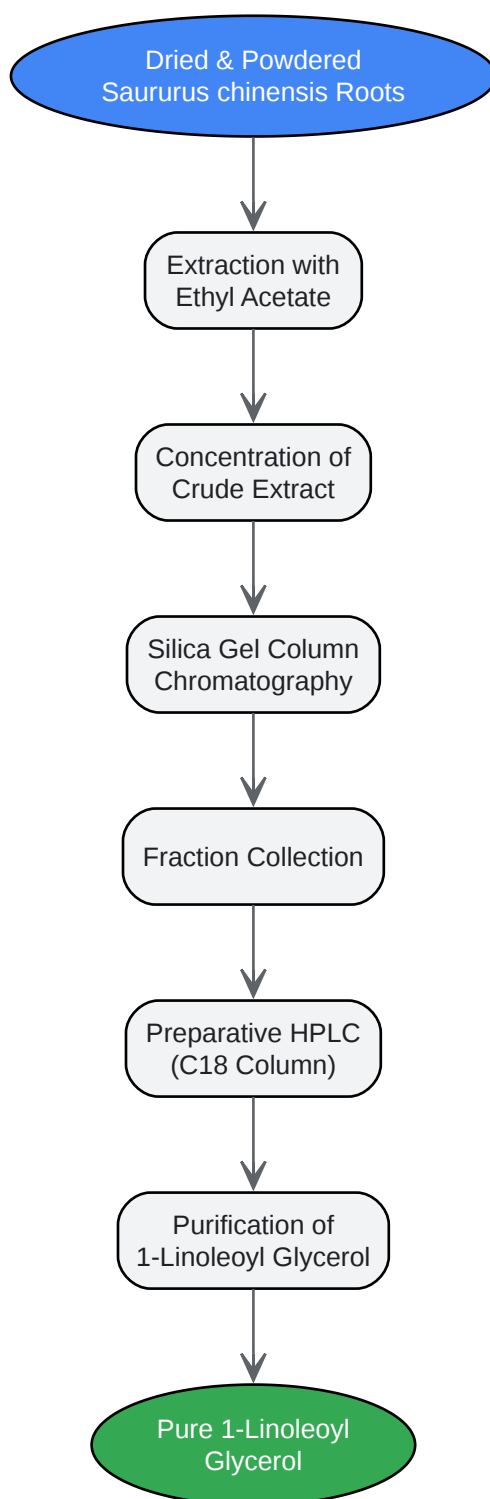 Dried & Powdered
Saururus chinensis Roots
Extraction with
Ethyl Acetate
Concentration of
Crude Extract
Silica Gel Column
Chromatography
Fraction Collection
Preparative HPLC
(C18 Column)
Purification of
1-Linoleoyl Glycerol
Pure 1-Linoleoyl
Glycerol